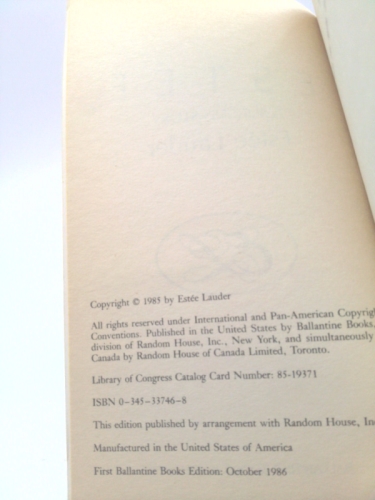 Copyright © 1985 by Estée Lauder
All rights reserved under International and Pan-American Copyrigh
Conventions. Published in the United States by Ballantine Books,
division of Random House, Inc., New York, and simultaneously
Canada by Random House of Canada Limited, Toronto.
Library of Congress Catalog Card Number: 85-19371
ISBN 0-345-33746-8
This edition published by arrangement with Random House, Inc
Manufactured in the United States of America
First Ballantine Books Edition: October 1986